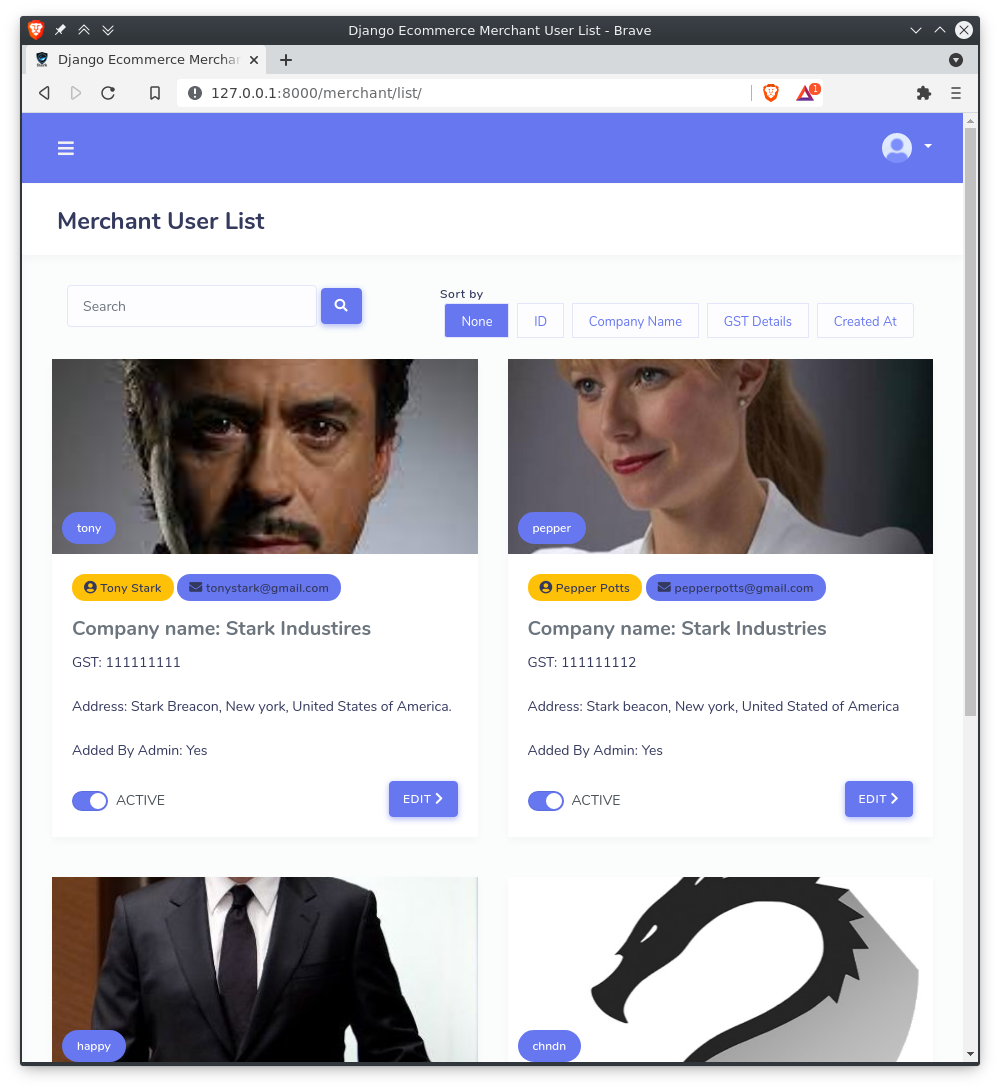 Django Ecommerce Merchant User List - Brave
Django Ecommerce Mercha
127.0.0.1:8000/merchant/list/
1
Merchant User List
Search
Sort by
None
ID
Company Name
GST Details
Created At
tony
Tony Stark
tonystark@gmail.com
Company name: Stark Industires
GST: 111111111
Address: Stark Breacon, New york, United States of America.
Added By Admin: Yes
ACTIVE
EDIT
pepper
Pepper Potts
pepperpotts@gmail.com
Company name: Stark Industries
GST: 111111112
Address: Stark beacon, New york, United Stated of America
Added By Admin: Yes
ACTIVE
EDIT
happy
chndn